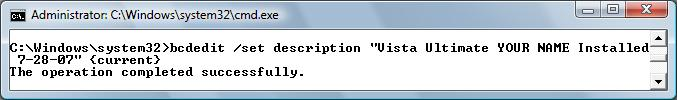 Administrator: C:\Windows\system32\cmd.exe
C:\Windows\system32>bcdedit /set description "Vista Ultimate YOUR NAME Installed
7-28-07" {current}
The operation completed successfully.